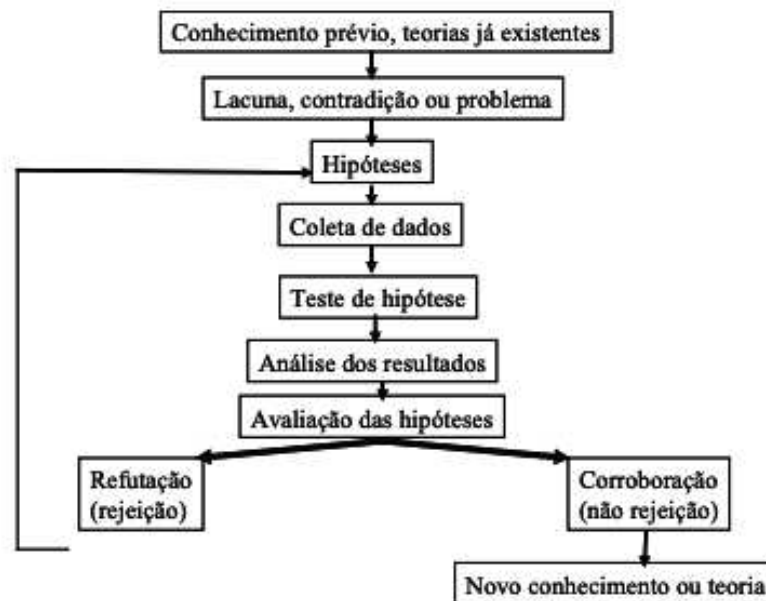 Conhecimento prévio, teorias já existentes
Lacuna, contradição ou problema
Hipóteses
Coleta de dados
Teste de hipótese
Análise dos resultados
Avaliação das hipóteses
Refutação
(rejeição)
Corroboração
(não rejeição)
Novo conhecimento ou teoria